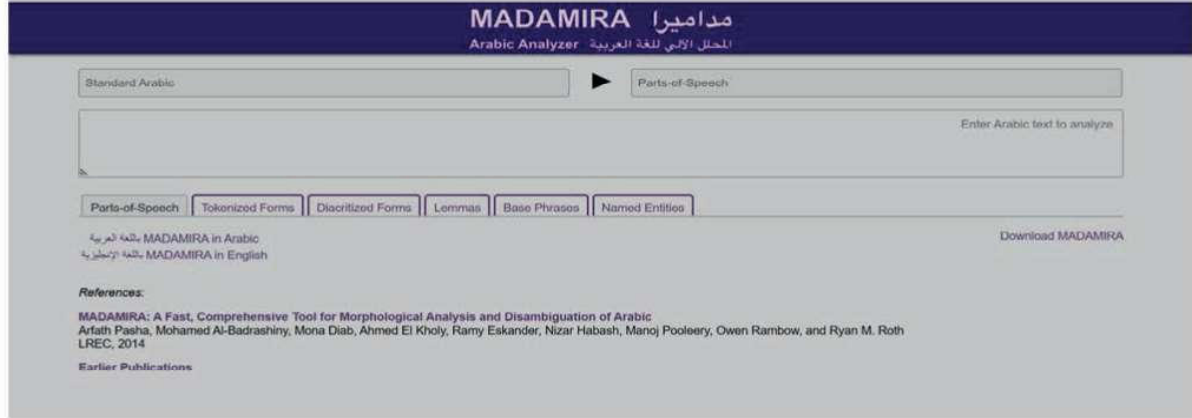 MADAMIRA مداميرا
Arabic Analyzer المحلل الآلي للغة العربية
Standard Arabic
Parts-of-Speech
Enter Arabic text to analyze
Parts-of-Speech Tokenized Forms Diacritized Forms Lemmas Base Phrases Named Entities
MADAMIRA in Arabic باللغة العربية
Download MADAMIRA
MADAMIRA in English باللغة الإنجليزية
References:
MADAMIRA: A Fast, Comprehensive Tool for Morphological Analysis and Disambiguation of Arabic
Arfath Pasha, Mohamed Al-Badrashiny, Mona Diab, Ahmed El Kholy, Ramy Eskander, Nizar Habash, Manoj Pooleery, Owen Rambow, and Ryan M. Roth
LREC, 2014
Earlier Publications